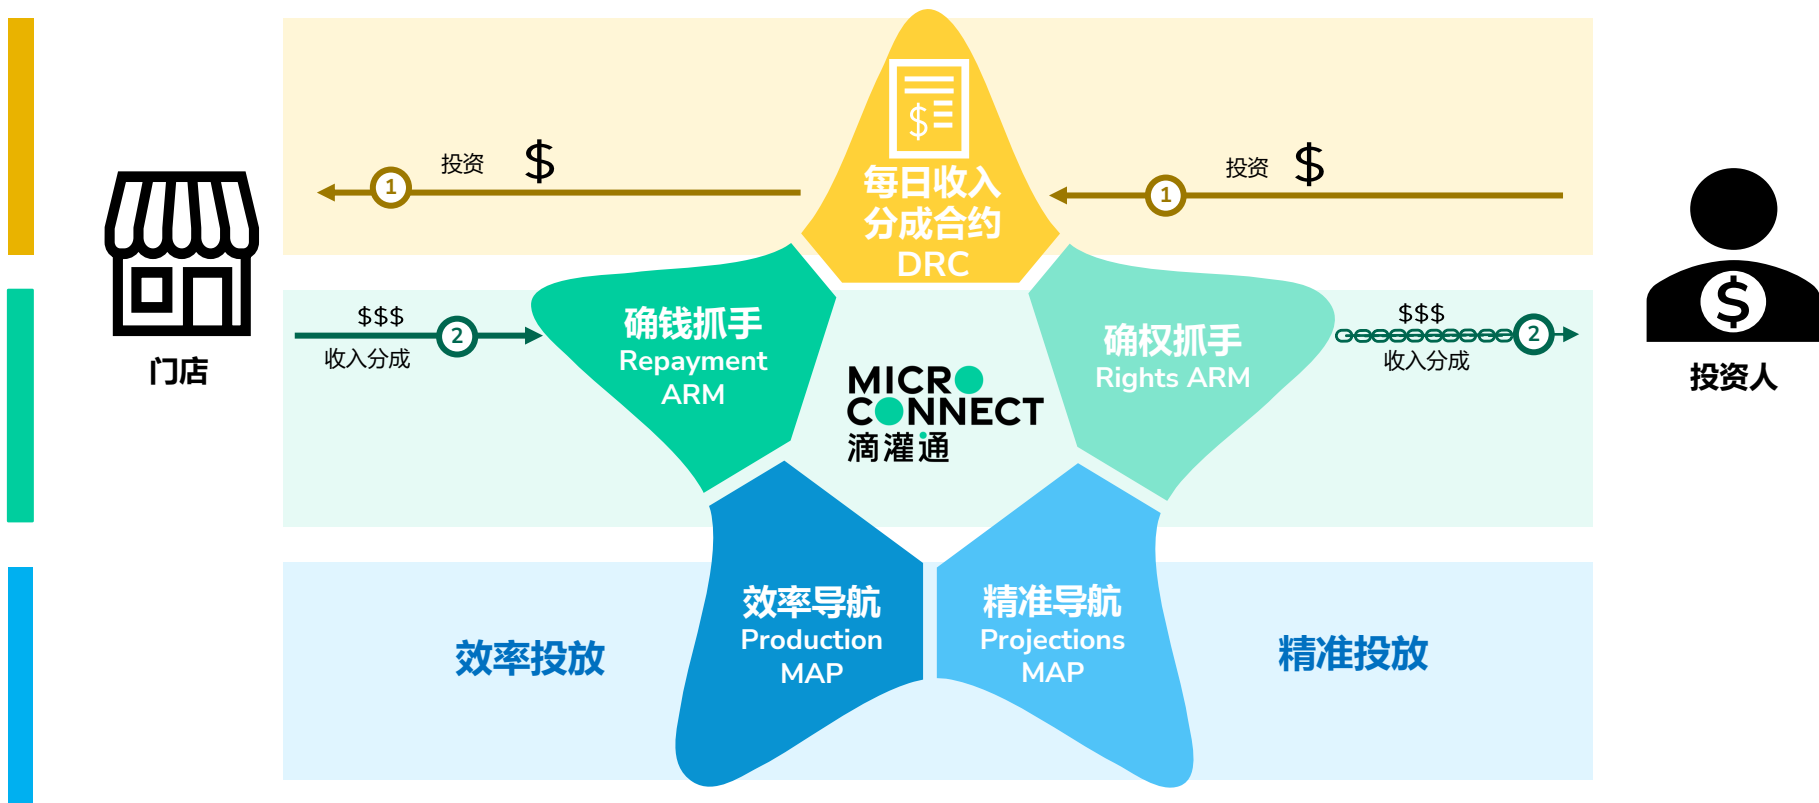 $
每日收入
分成合约
DRC
投资 $
1
投资 $
1
门店
$$$
2
收入分成
确钱抓手
Repayment
ARM
MICRO
CONNECT
滴灌通
确权抓手
Rights ARM
$$$
2
收入分成
$
投资人
效率投放
效率导航
Production
MAP
精准导航
Projections
MAP
精准投放